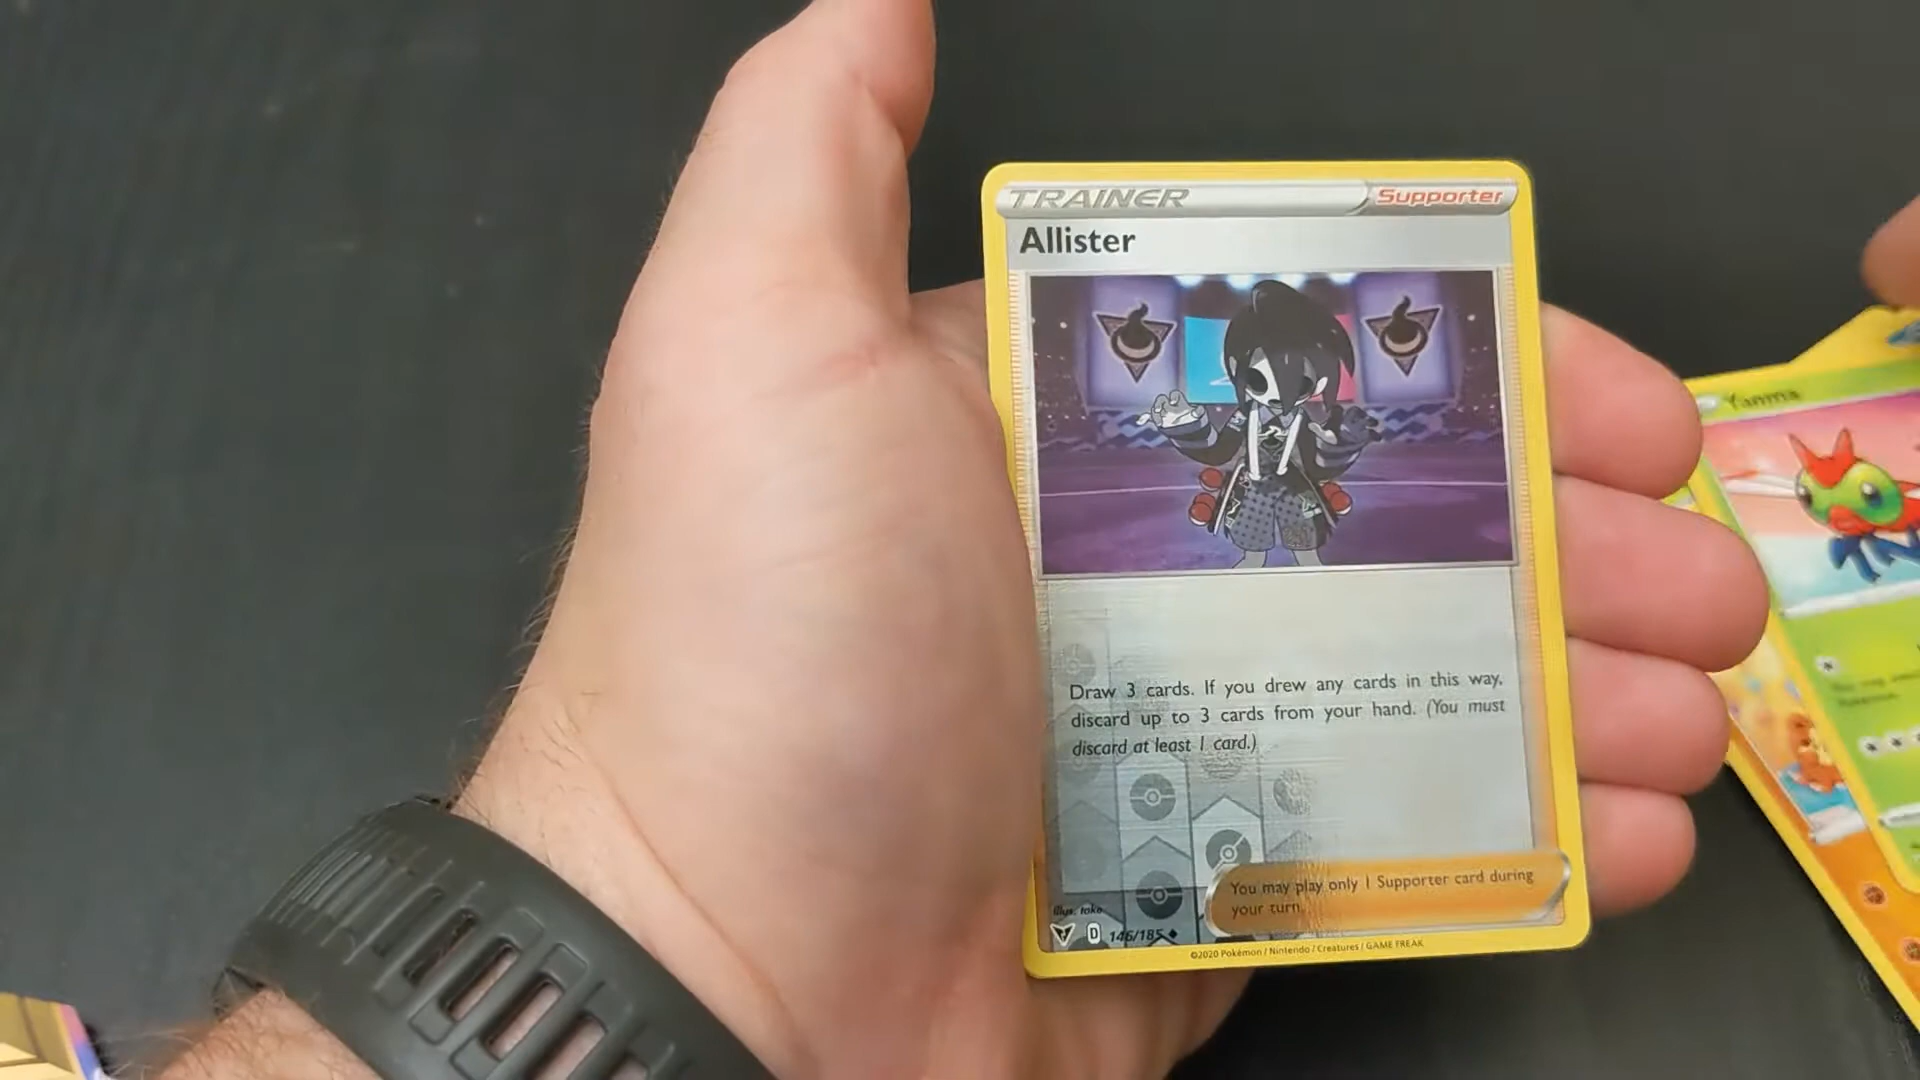 TRAINER
Supporter
Allister
Draw 3 cards. If you drew any cards in this way,
discard up to 3 cards from your hand. (You must
discard at least 1 card.)
You may play only 1 Supporter card during
your turn.
Illus. toko
D 146/185
©2020 Pokémon / Nintendo / Creatures / GAME FREAK
Yanma